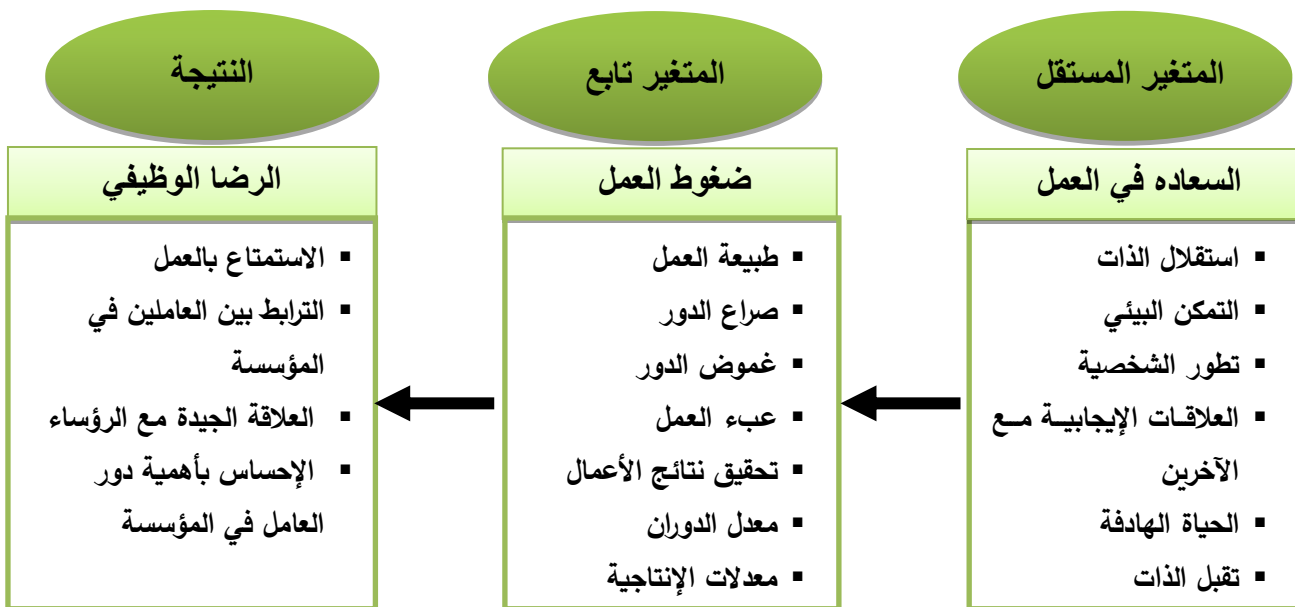 المتغير المستقل
السعاده في العمل
▪ استقلال الذات
▪ التمكن البيئي
▪ تطور الشخصية
▪ العلاقات الإيجابية مع
الآخرين
▪ الحياة الهادفة
▪ تقبل الذات
المتغير تابع
ضغوط العمل
▪ طبيعة العمل
▪ صراع الدور
▪ غموض الدور
▪ عبء العمل
▪ تحقيق نتائج الأعمال
▪ معدل الدوران
▪ معدلات الإنتاجية
النتيجة
الرضا الوظيفي
▪ الاستمتاع بالعمل
▪ الترابط بين العاملين في
المؤسسة
▪ العلاقة الجيدة مع الرؤساء
▪ الإحساس بأهمية دور
العامل في المؤسسة